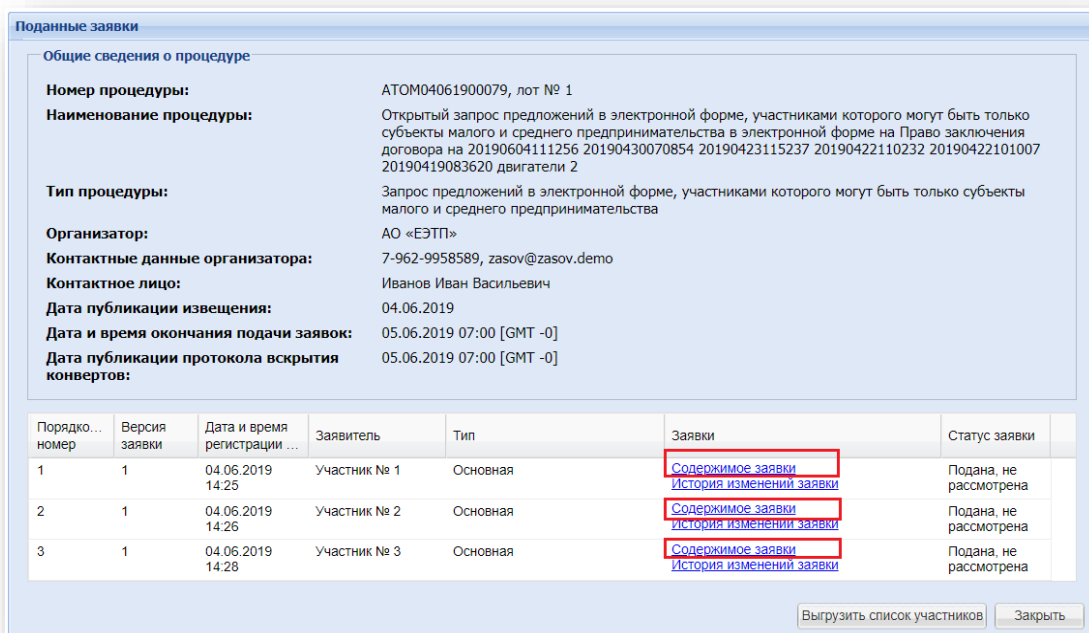 Поданные заявки
Общие сведения о процедуре
Номер процедуры: АТОМ04061900079, лот № 1
Наименование процедуры: Открытый запрос предложений в электронной форме, участниками которого могут быть только
субъекты малого и среднего предпринимательства в электронной форме на Право заключения
договора на 20190604111256 20190430070854 20190423115237 20190422110232 20190422101007
20190419083620 двигатели 2
Тип процедуры: Запрос предложений в электронной форме, участниками которого могут быть только субъекты
малого и среднего предпринимательства
Организатор: АО «ЕЭТП»
Контактные данные организатора: 7-962-9958589, zasov@zasov.demo
Контактное лицо: Иванов Иван Васильевич
Дата публикации извещения: 04.06.2019
Дата и время окончания подачи заявок: 05.06.2019 07:00 [GMT -0]
Дата публикации протокола вскрытия 05.06.2019 07:00 [GMT -0]
конвертов:
Порядко... Версия Дата и время Заявитель Тип Заявки Статус заявки
номер заявки регистрации ...
1 1 04.06.2019 Участник № 1 Основная Содержимое заявки Подана, не
14:25 История изменений заявки рассмотрена
2 1 04.06.2019 Участник № 2 Основная Содержимое заявки Подана, не
14:26 История изменений заявки рассмотрена
3 1 04.06.2019 Участник № 3 Основная Содержимое заявки Подана, не
14:28 История изменений заявки рассмотрена
Выгрузить список участников Закрыть